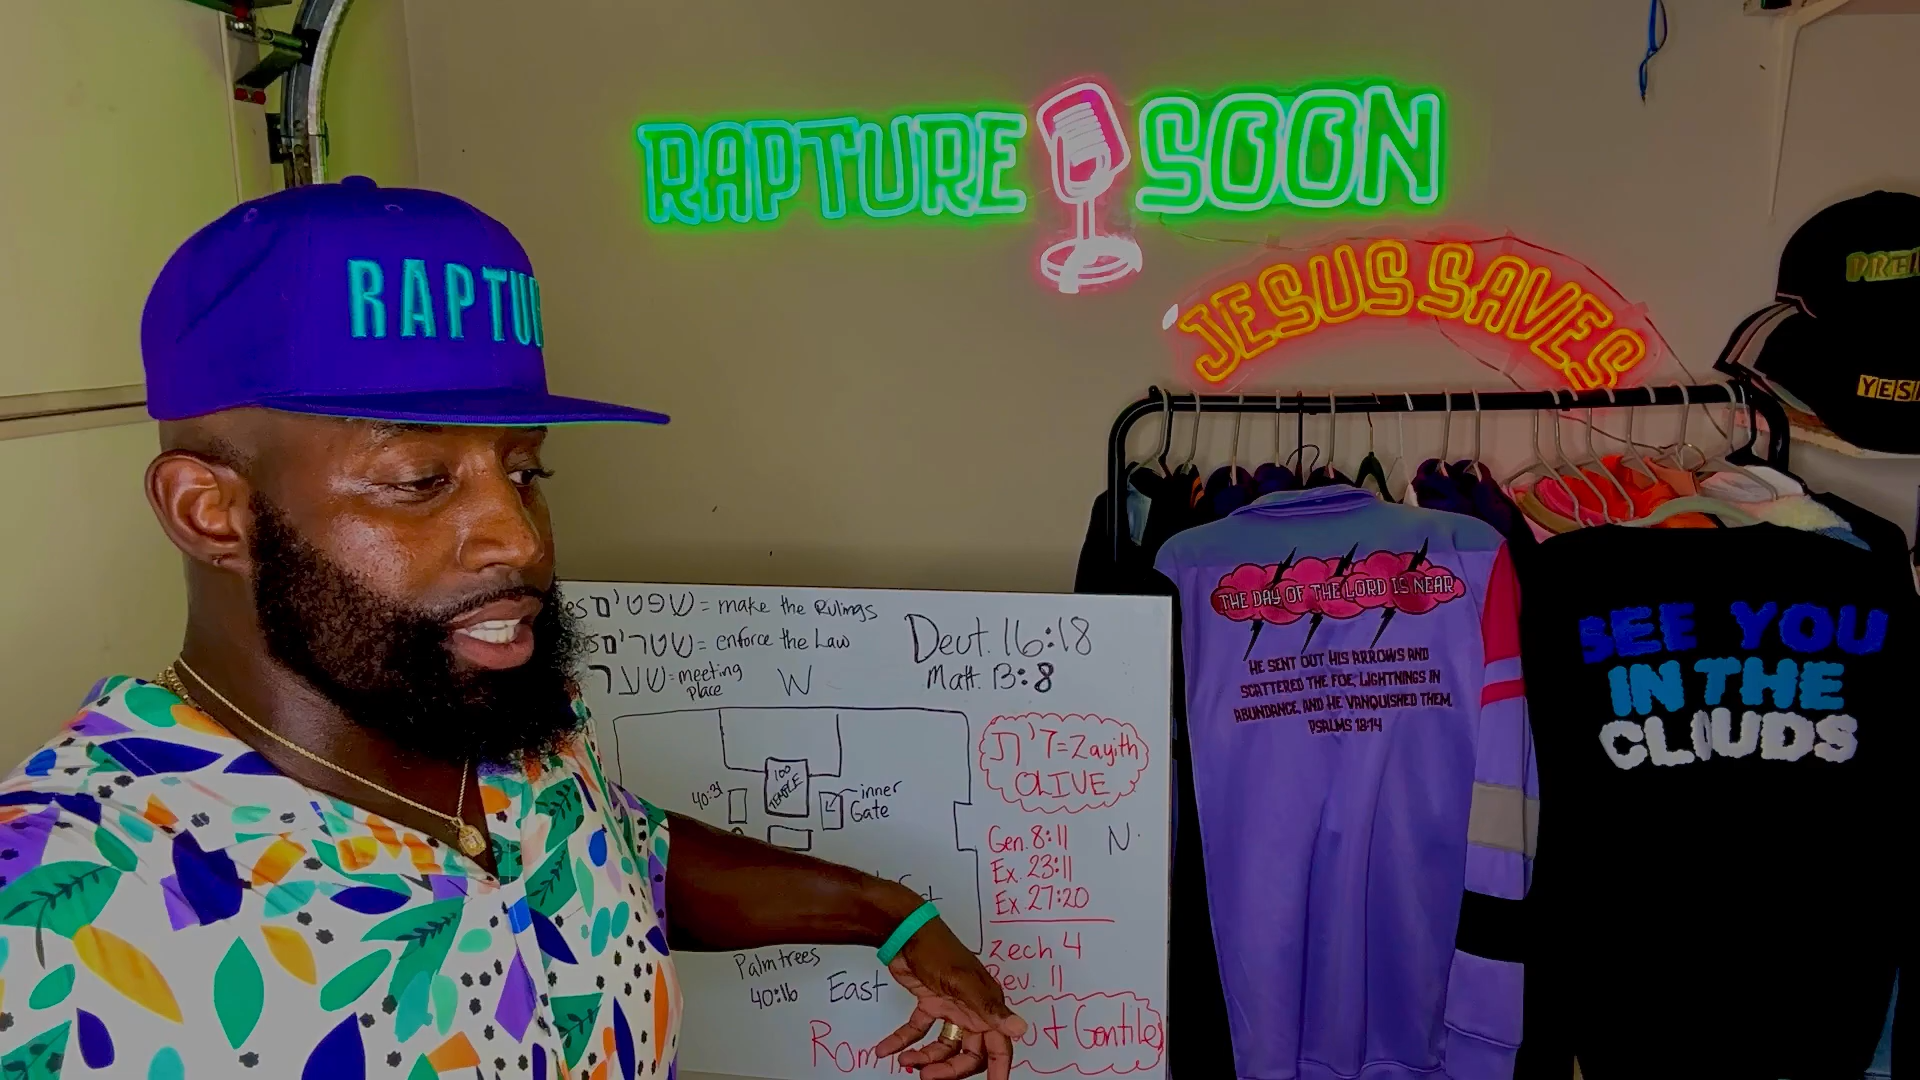 RAPTURE SOON
JESUS SAVES
RAPTU
YES
שפטים = make the Rulings
שטרים = enforce the Law
שער = meeting
place
W
Deut. 16:18
Matt. 13:8
100
TEMPLE
40:31
inner
Gate
זית = Zayith
OLIVE
Gen. 8:11
N.
Ex. 23:11
Ex. 27:20
Zech 4
Rev. 11
Palm trees
40:16
East
Rom
Gentile
THE DAY OF THE LORD IS NEAR
HE SENT OUT HIS ARROWS AND
SCATTERED THE FOE, LIGHTNINGS IN
ABUNDANCE, AND HE VANQUISHED THEM.
PSALMS 18:14
SEE YOU
IN THE
CLOUDS